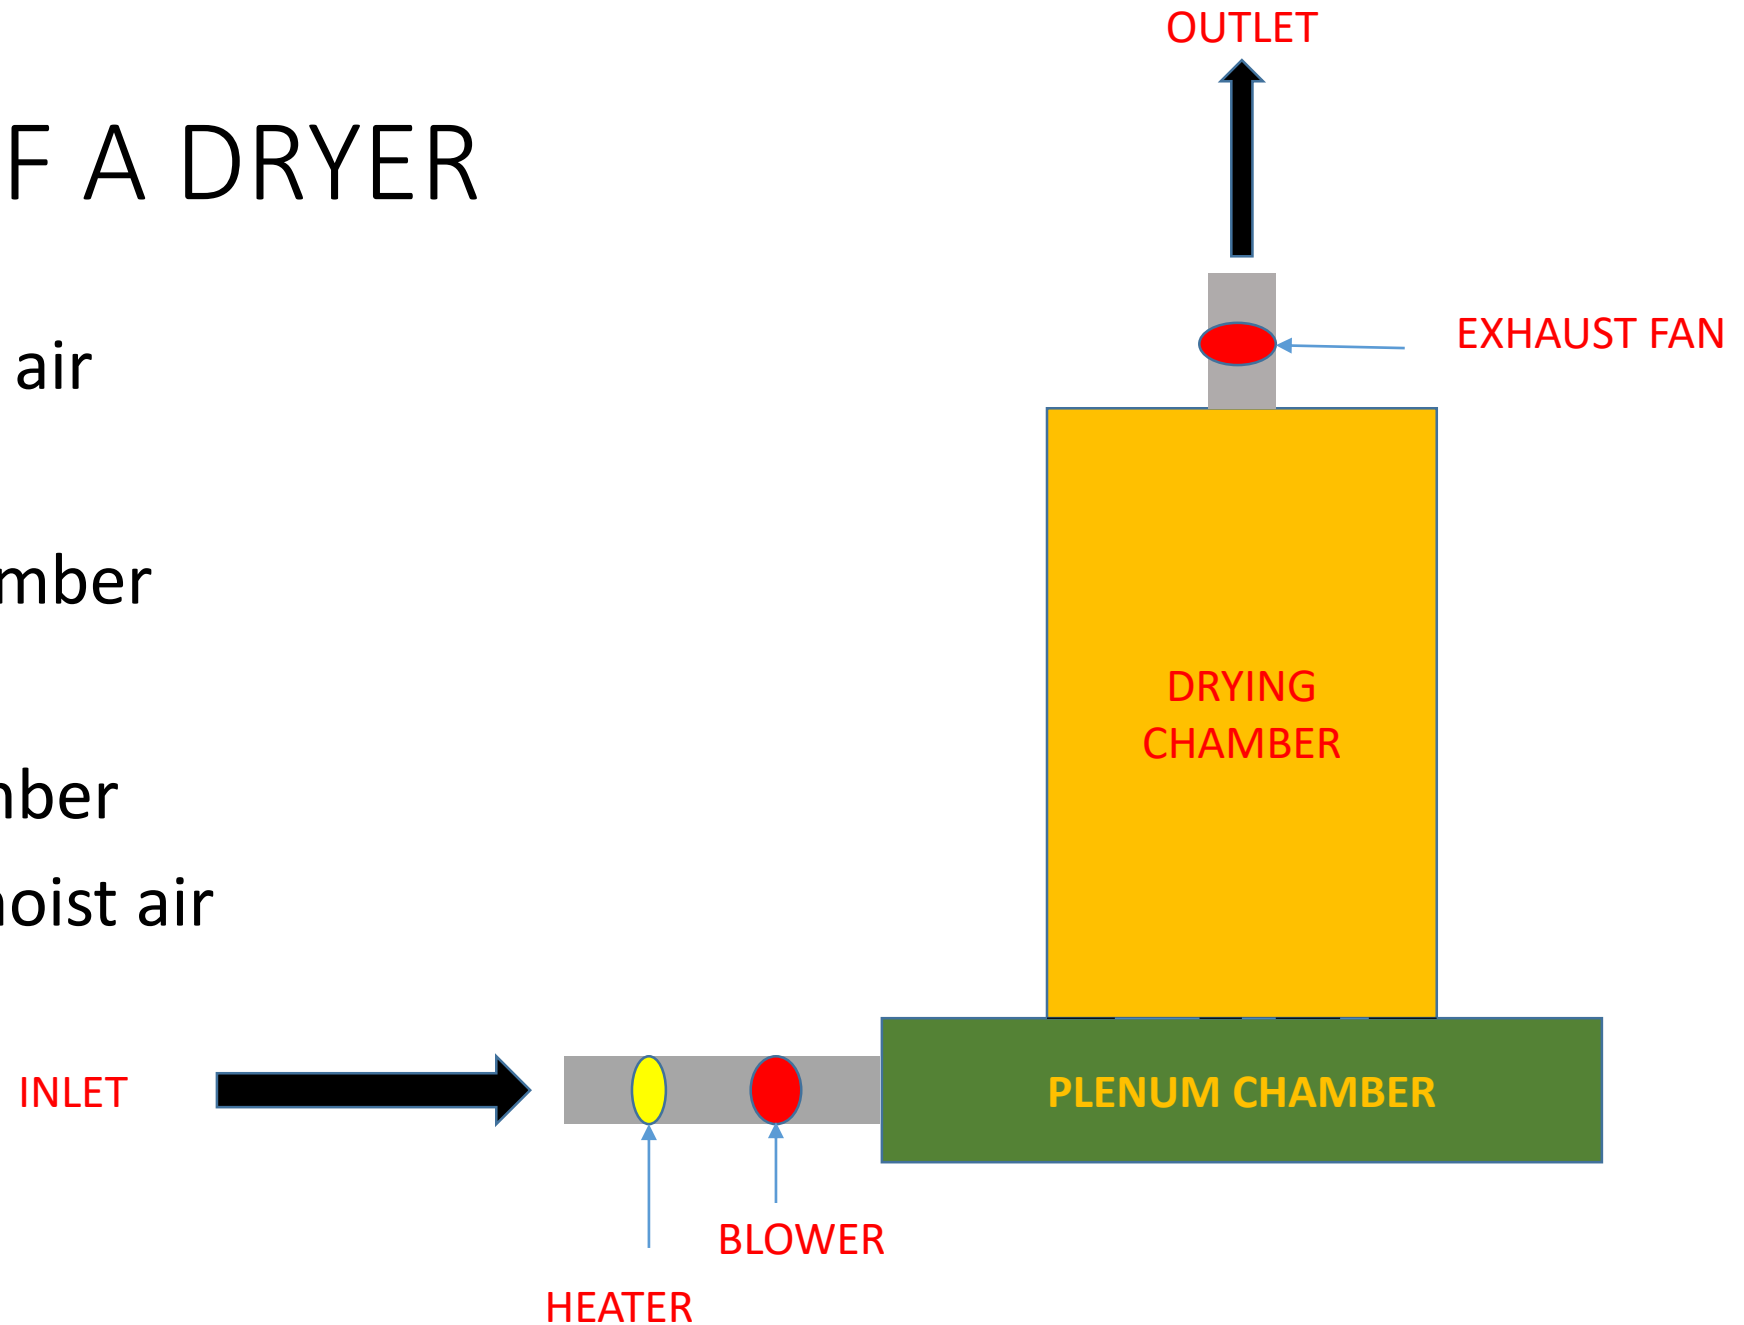 OUTLET
F A DRYER
EXHAUST FAN
air
mber
DRYING
CHAMBER
ber
oist air
INLET
PLENUM CHAMBER
BLOWER
HEATER